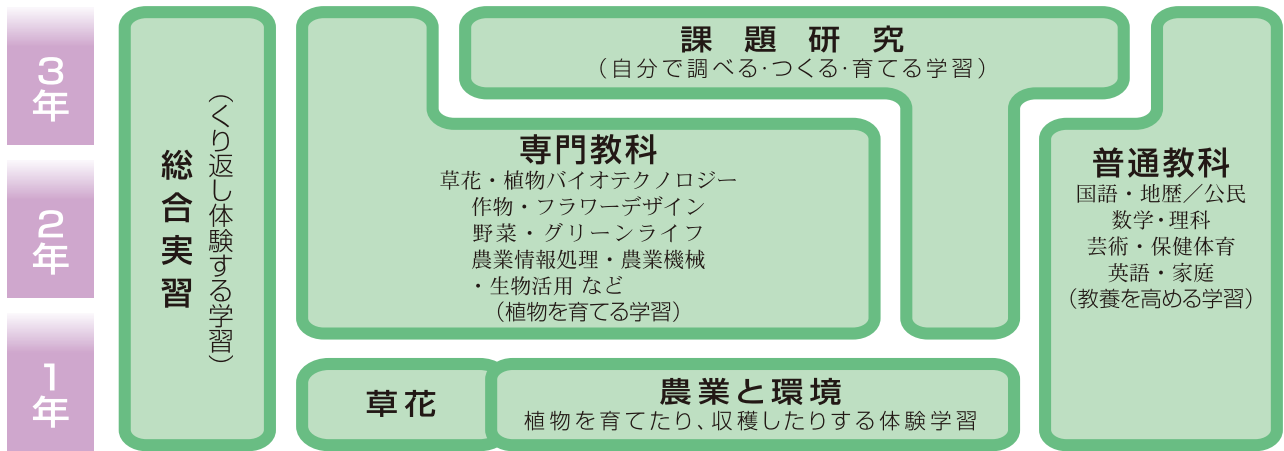 3年
2年
1年
総合実習
(くり返し体験する学習)
課題研究
(自分で調べる・つくる・育てる学習)
専門教科
草花・植物バイオテクノロジー
作物・フラワーデザイン
野菜・グリーンライフ
農業情報処理・農業機械
・生物活用 など
(植物を育てる学習)
普通教科
国語・地歴／公民
数学・理科
芸術・保健体育
英語・家庭
(教養を高める学習)
草花
農業と環境
植物を育てたり、収穫したりする体験学習